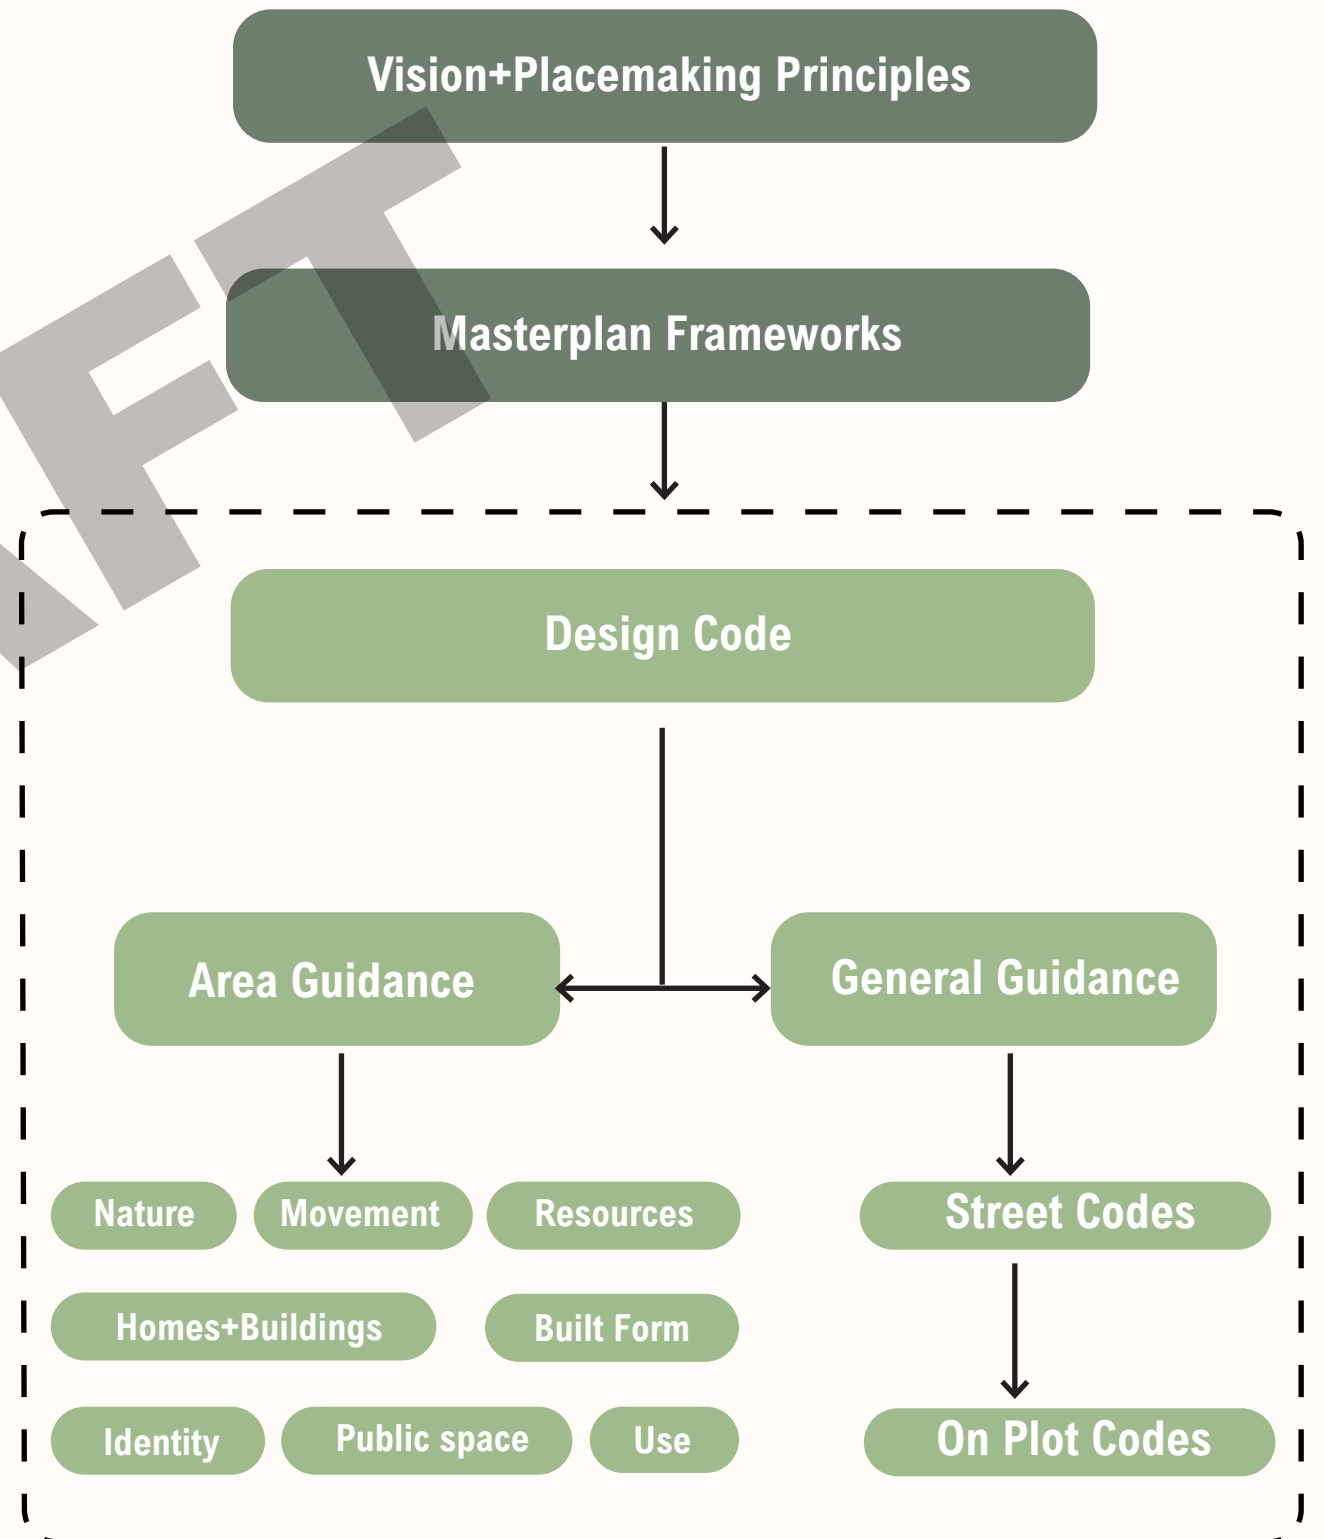 Vision+Placemaking Principles
Masterplan Frameworks
Design Code
Area Guidance
General Guidance
Nature
Movement
Resources
Homes+Buildings
Built Form
Identity
Public space
Use
Street Codes
On Plot Codes
AFT